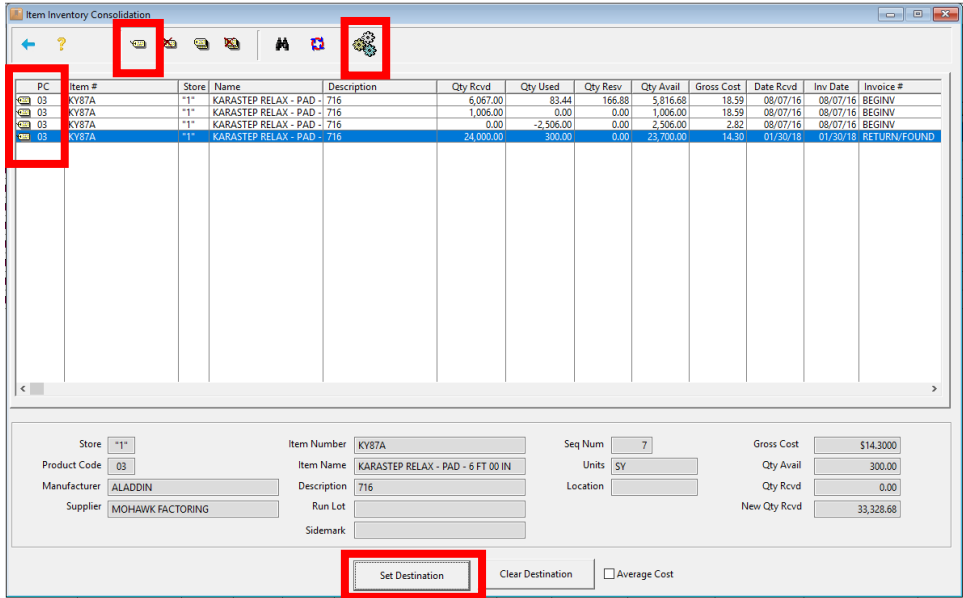 Item Inventory Consolidation
PC Item # Store Name Description Qty Rcvd Qty Used Qty Resv Qty Avail Gross Cost Date Rcvd Inv Date Invoice #
03 KY87A "1" KARASTEP RELAX - PAD - 716 6,067.00 83.44 166.88 5,816.68 18.59 08/07/16 08/07/16 BEGINV
03 KY87A "1" KARASTEP RELAX - PAD - 716 1,006.00 0.00 0.00 1,006.00 18.59 08/07/16 08/07/16 BEGINV
03 KY87A "1" KARASTEP RELAX - PAD - 716 0.00 -2,506.00 0.00 2,506.00 2.82 08/07/16 08/07/16 BEGINV
03 KY87A "1" KARASTEP RELAX - PAD - 716 24,000.00 300.00 0.00 23,700.00 14.30 01/30/18 01/30/18 RETURN/FOUND
Store "1" Item Number KY87A Seq Num 7 Gross Cost $14.3000
Product Code 03 Item Name KARASTEP RELAX - PAD - 6 FT 00 IN Units SY Qty Avail 300.00
Manufacturer ALADDIN Description 716 Location Qty Rcvd 0.00
Supplier MOHAWK FACTORING Run Lot New Qty Rcvd 33,328.68
Sidemark
Set Destination Clear Destination Average Cost